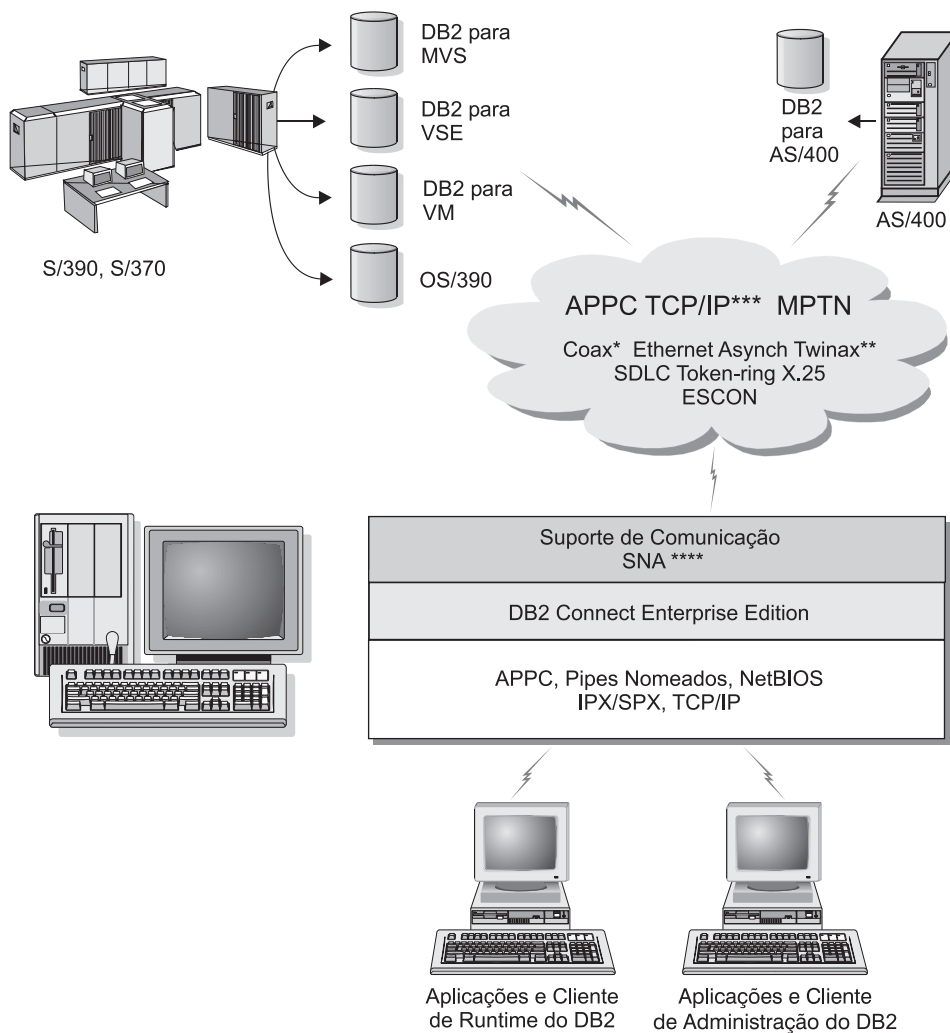 DB2 para
MVS
DB2 para
VSE
DB2 para
VM
OS/390
S/390, S/370
DB2
para
AS/400
AS/400
APPC TCP/IP*** MPTN
Coax* Ethernet Asynch Twinax**
SDLC Token-ring X.25
ESCON
Suporte de Comunicação
SNA ****
DB2 Connect Enterprise Edition
APPC, Pipes Nomeados, NetBIOS
IPX/SPX, TCP/IP
Aplicações e Cliente
de Runtime do DB2
Aplicações e Cliente
de Administração do DB2